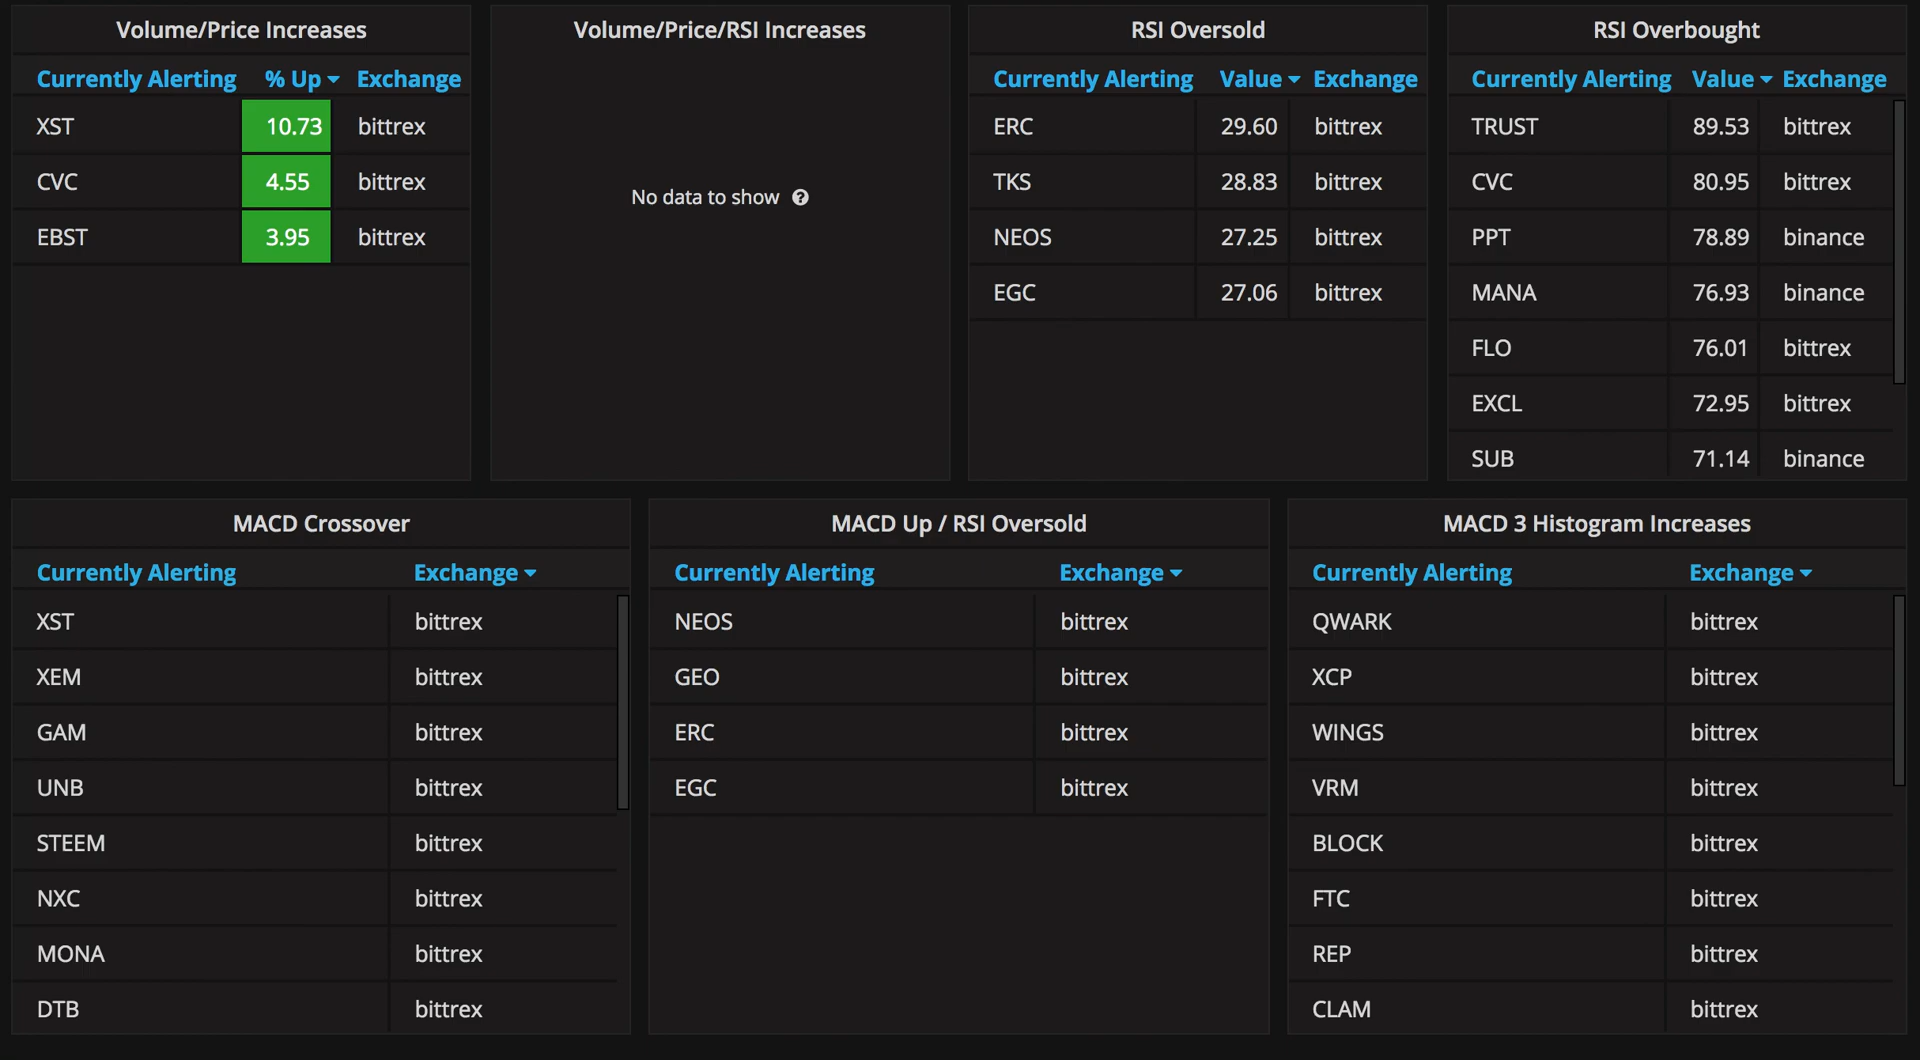 Volume/Price Increases
Currently Alerting % Up Exchange
XST 10.73 bittrex
CVC 4.55 bittrex
EBST 3.95 bittrex
Volume/Price/RSI Increases
No data to show ?
RSI Oversold
Currently Alerting Value Exchange
ERC 29.60 bittrex
TKS 28.83 bittrex
NEOS 27.25 bittrex
EGC 27.06 bittrex
RSI Overbought
Currently Alerting Value Exchange
TRUST 89.53 bittrex
CVC 80.95 bittrex
PPT 78.89 binance
MANA 76.93 binance
FLO 76.01 bittrex
EXCL 72.95 bittrex
SUB 71.14 binance
MACD Crossover
Currently Alerting Exchange
XST bittrex
XEM bittrex
GAM bittrex
UNB bittrex
STEEM bittrex
NXC bittrex
MONA bittrex
DTB bittrex
MACD Up / RSI Oversold
Currently Alerting Exchange
NEOS bittrex
GEO bittrex
ERC bittrex
EGC bittrex
MACD 3 Histogram Increases
Currently Alerting Exchange
QWARK bittrex
XCP bittrex
WINGS bittrex
VRM bittrex
BLOCK bittrex
FTC bittrex
REP bittrex
CLAM bittrex